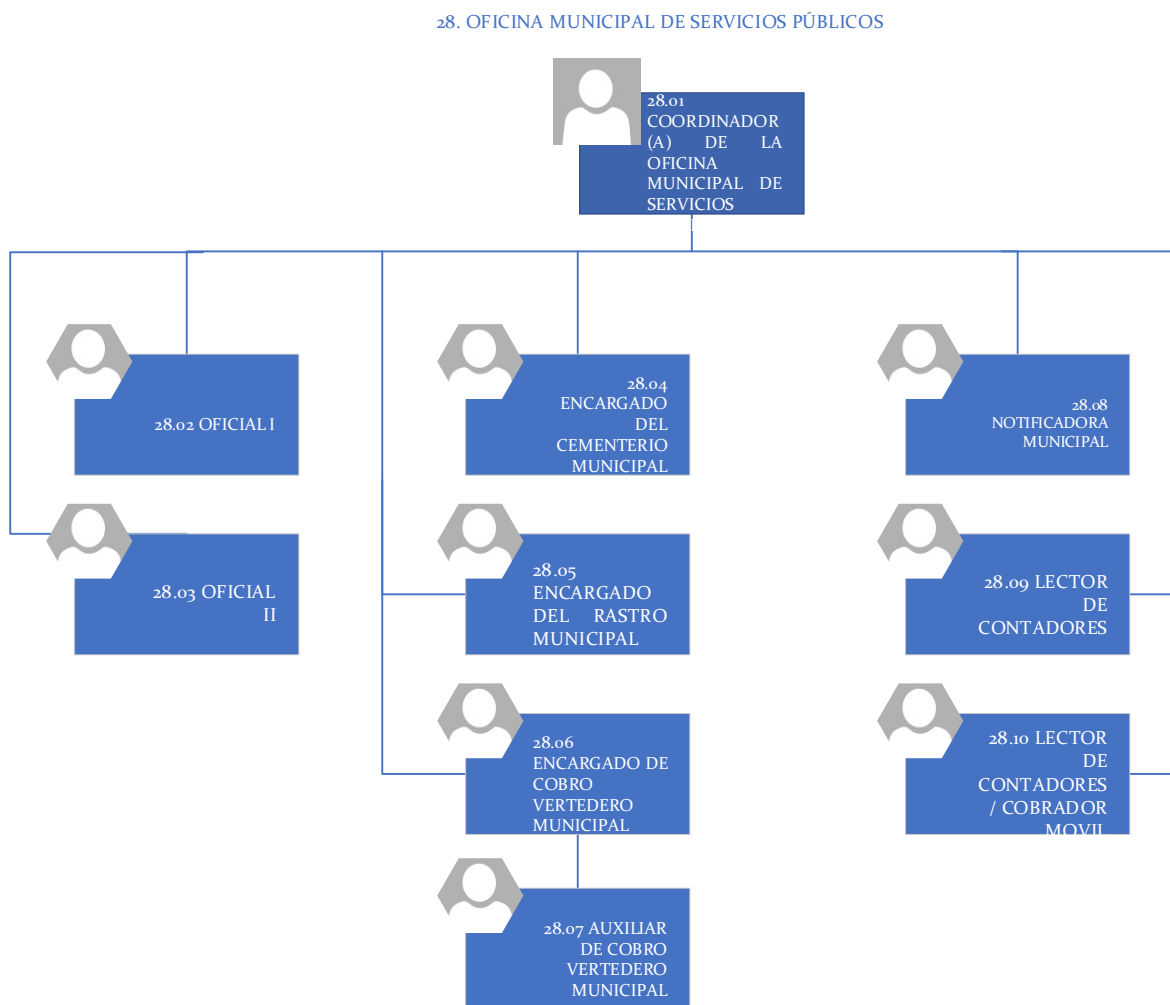 28. OFICINA MUNICIPAL DE SERVICIOS PÚBLICOS
28.01
COORDINADOR
(A) DE LA
OFICINA
MUNICIPAL DE
SERVICIOS
28.02 OFICIAL I
28.03 OFICIAL
II
28.04
ENCARGADO
DEL
CEMENTERIO
MUNICIPAL
28.05
ENCARGADO
DEL RASTRO
MUNICIPAL
28.06
ENCARGADO DE
COBRO
VERTEDERO
MUNICIPAL
28.07 AUXILIAR
DE COBRO
VERTEDERO
MUNICIPAL
28.08
NOTIFICADORA
MUNICIPAL
28.09 LECTOR
DE
CONTADORES
28.10 LECTOR
DE
CONTADORES
/ COBRADOR
MOVIL